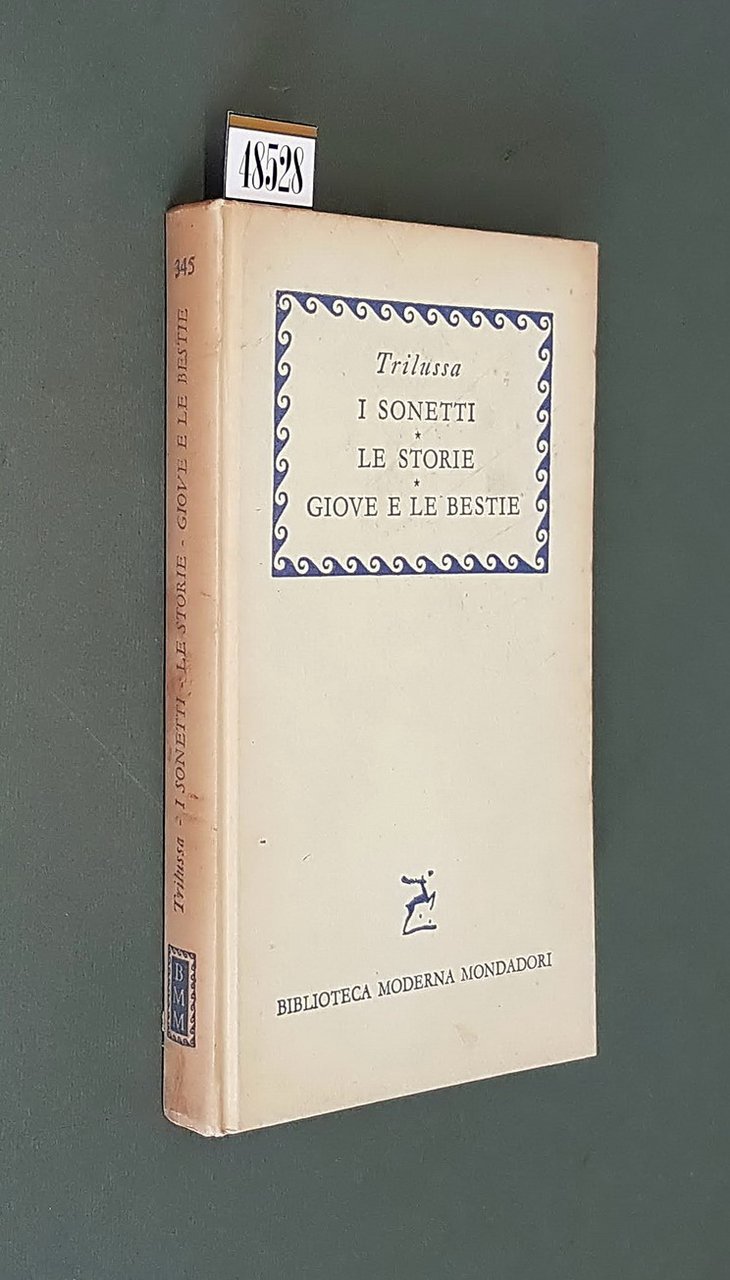 48528
345
Trilussa - I SONETTI - LE STORIE - GIOVE E LE BESTIE
BMM
Trilussa
I SONETTI
★
LE STORIE
★
GIOVE E LE BESTIE
BIBLIOTECA MODERNA MONDADORI